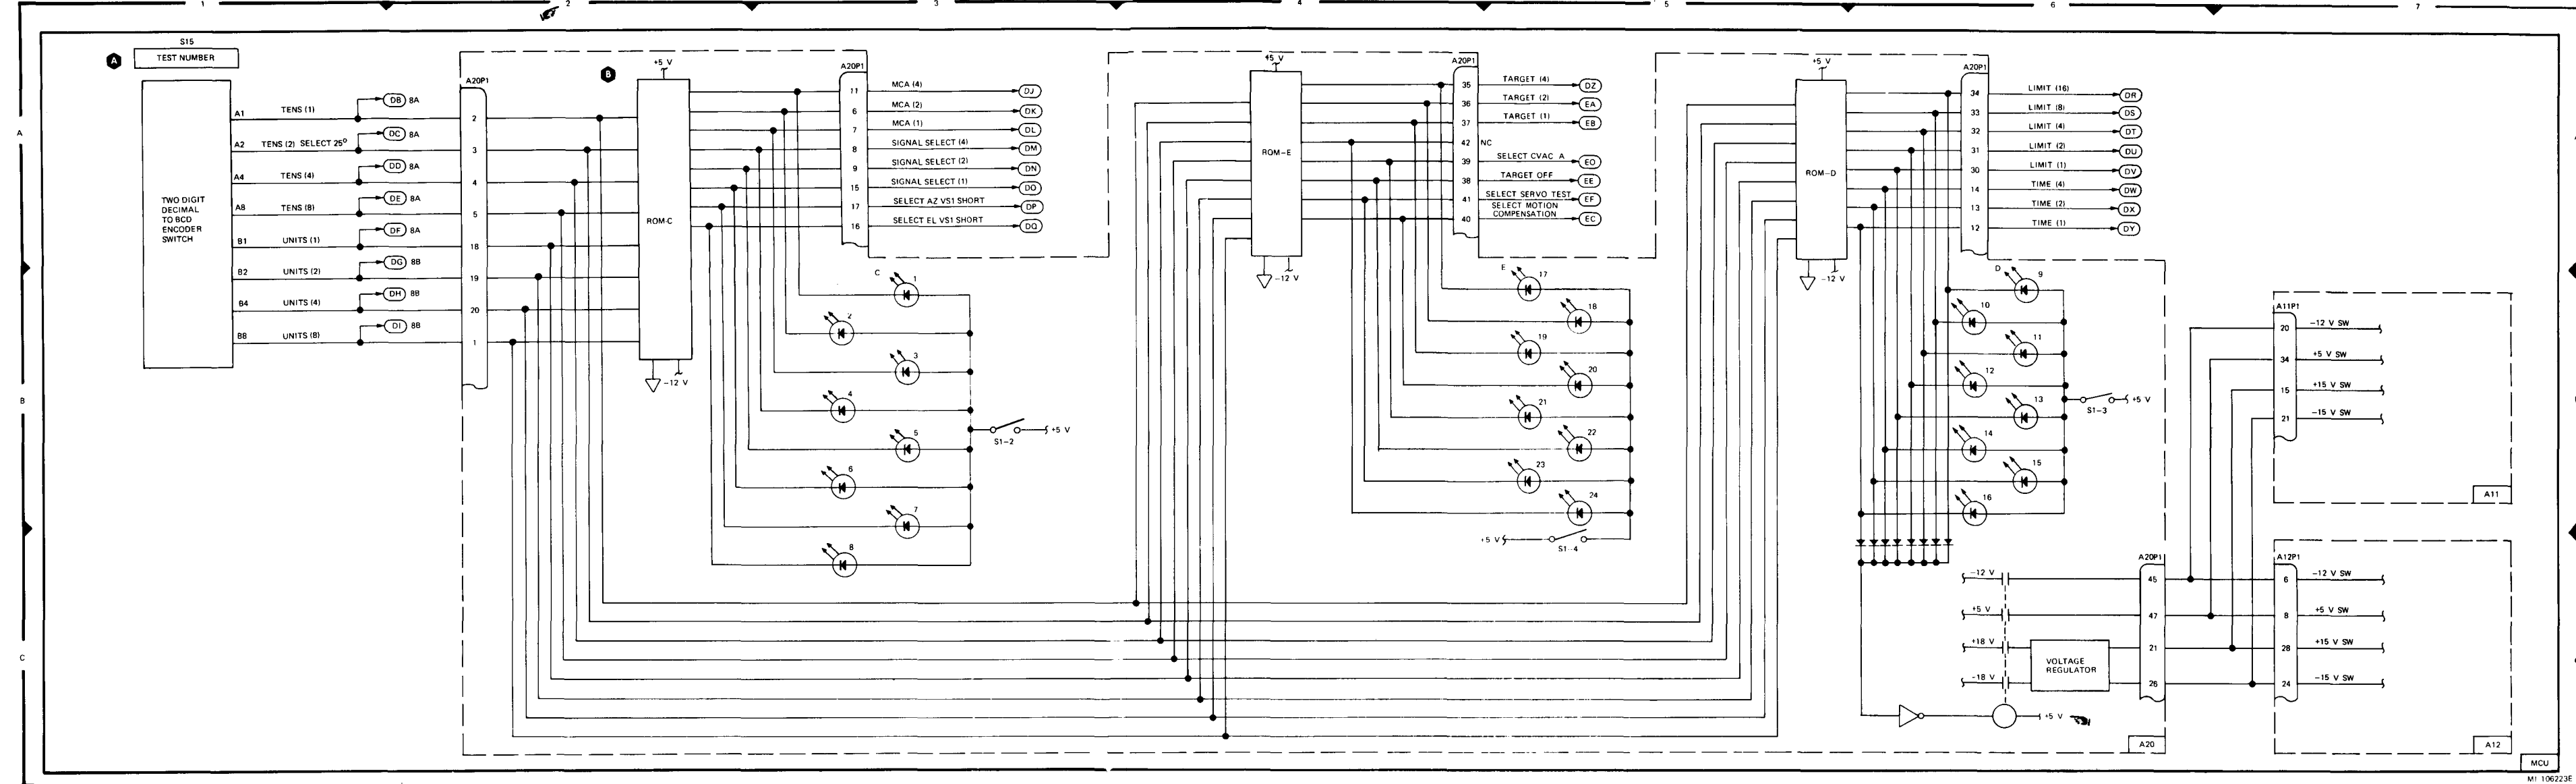 1 2 3 4 5 6 7
A
B
C
A
S15
TEST NUMBER
TWO DIGIT
DECIMAL
TO BCD
ENCODER
SWITCH
A1 TENS (1) DB 8A
A2 TENS (2) SELECT 25° DC 8A
A4 TENS (4) DD 8A
A8 TENS (8) DE 8A
B1 UNITS (1) DF 8A
B2 UNITS (2) DG 8B
B4 UNITS (4) DH 8B
B8 UNITS (8) DI 8B
A20P1
2
3
4
5
18
19
20
1
B
+5 V
ROM-C
-12 V
A20P1
11 MCA (4) DJ
6 MCA (2) DK
7 MCA (1) DL
8 SIGNAL SELECT (4) DM
9 SIGNAL SELECT (2) DN
15 SIGNAL SELECT (1) DO
17 SELECT AZ VS1 SHORT DP
16 SELECT EL VS1 SHORT DQ
C
1
2
3
4
5
6
7
8
S1-2
+5 V
+5 V
ROM-E
-12 V
A20P1
35 TARGET (4) DZ
36 TARGET (2) EA
37 TARGET (1) EB
42 NC
39 SELECT CVAC A EO
38 TARGET OFF EE
41 SELECT SERVO TEST EF
40 SELECT MOTION
COMPENSATION EC
E
17
18
19
20
21
22
23
24
+5 V
S1-4
+5 V
ROM-D
-12 V
A20P1
34 LIMIT (16) DR
33 LIMIT (8) DS
32 LIMIT (4) DT
31 LIMIT (2) DU
30 LIMIT (1) DV
14 TIME (4) DW
13 TIME (2) DX
12 TIME (1) DY
D
9
10
11
12
13
14
15
16
S1-3
+5 V
-12 V
+5 V
+18 V
-18 V
VOLTAGE
REGULATOR
+5 V
A20P1
45
47
21
26
A20
A11P1
20 -12 V SW
34 +5 V SW
15 +15 V SW
21 -15 V SW
A11
A12P1
6 -12 V SW
8 +5 V SW
28 +15 V SW
24 -15 V SW
A12
MCU
MI 106223E